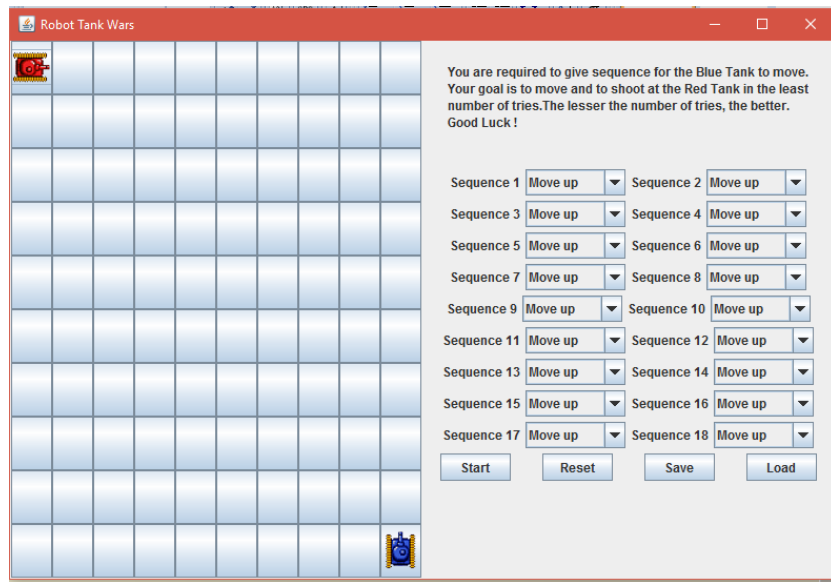 Robot Tank Wars
You are required to give sequence for the Blue Tank to move.
Your goal is to move and to shoot at the Red Tank in the least
number of tries.The lesser the number of tries, the better.
Good Luck !
Sequence 1 Move up Sequence 2 Move up
Sequence 3 Move up Sequence 4 Move up
Sequence 5 Move up Sequence 6 Move up
Sequence 7 Move up Sequence 8 Move up
Sequence 9 Move up Sequence 10 Move up
Sequence 11 Move up Sequence 12 Move up
Sequence 13 Move up Sequence 14 Move up
Sequence 15 Move up Sequence 16 Move up
Sequence 17 Move up Sequence 18 Move up
Start Reset Save Load